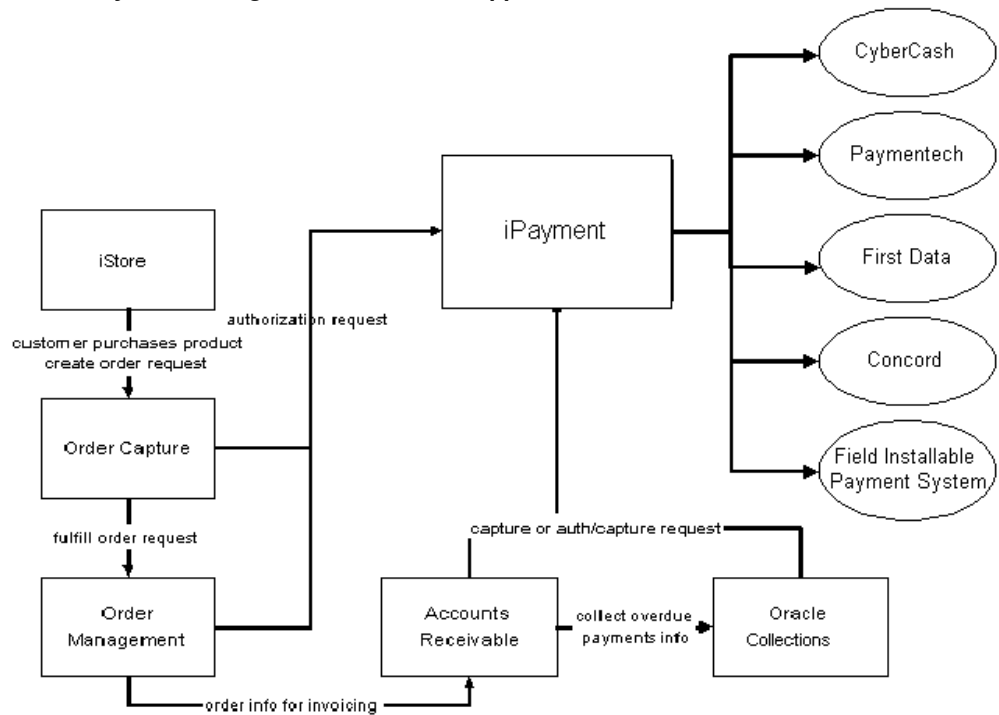 CyberCash
Paymentech
iPayment
First Data
iStore
authorization request
customer purchases product
create order request
Concord
Order Capture
Field Installable
Payment System
capture or auth/capture request
fulfill order request
Order
Management
Accounts
Receivable
collect overdue
payments info
Oracle
Collections
order info for invoicing